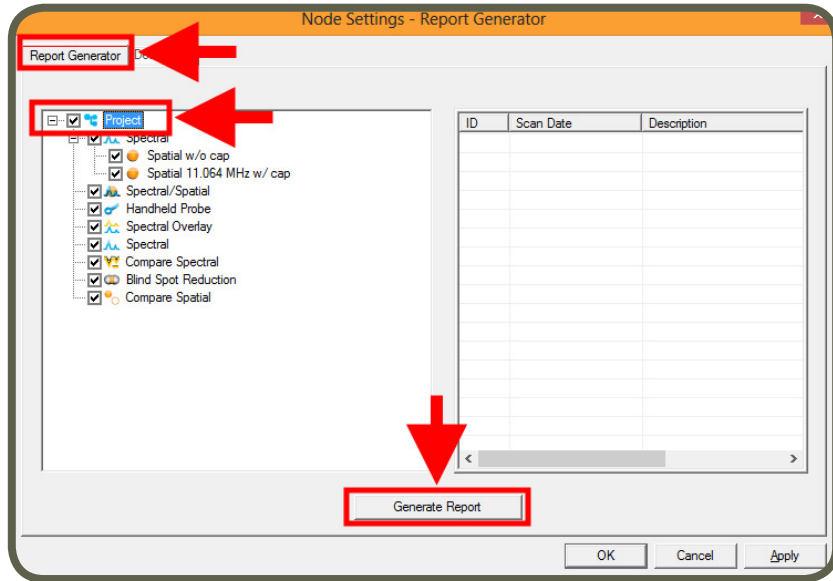 Node Settings - Report Generator
Report Generator
Project
Spectral
Spatial w/o cap
Spatial 11.064 MHz w/ cap
Spectral/Spatial
Handheld Probe
Spectral Overlay
Spectral
Compare Spectral
Blind Spot Reduction
Compare Spatial
ID Scan Date Description
Generate Report
OK Cancel Apply